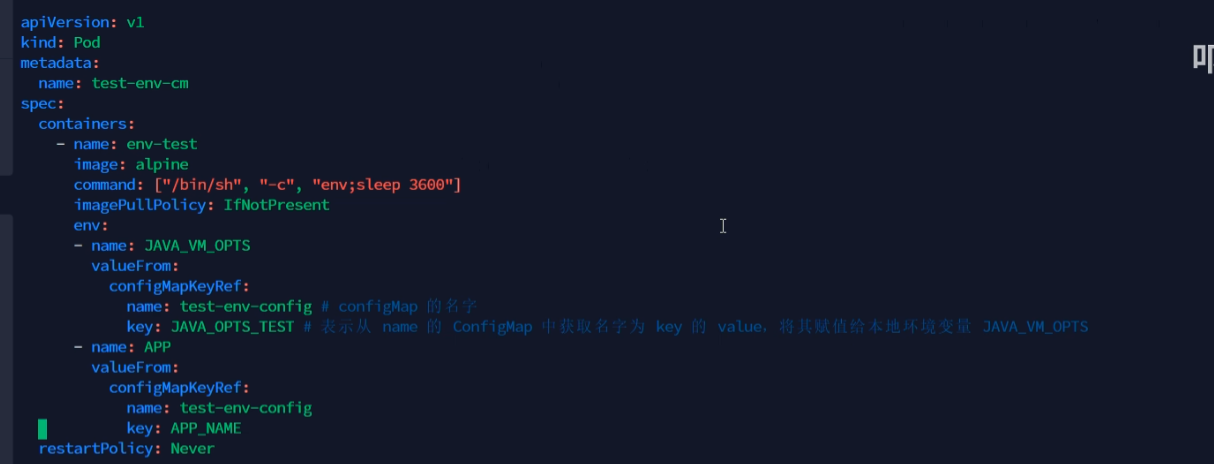 apiVersion: v1
kind: Pod
metadata:
  name: test-env-cm
spec:
  containers:
    - name: env-test
      image: alpine
      command: ["/bin/sh", "-c", "env;sleep 3600"]
      imagePullPolicy: IfNotPresent
      env:
      - name: JAVA_VM_OPTS
        valueFrom:
          configMapKeyRef:
            name: test-env-config # configMap 的名字
            key: JAVA_OPTS_TEST # 表示从 name 的 ConfigMap 中获取名字为 key 的 value，将其赋值给本地环境变量 JAVA_VM_OPTS
      - name: APP
        valueFrom:
          configMapKeyRef:
            name: test-env-config
            key: APP_NAME
  restartPolicy: Never